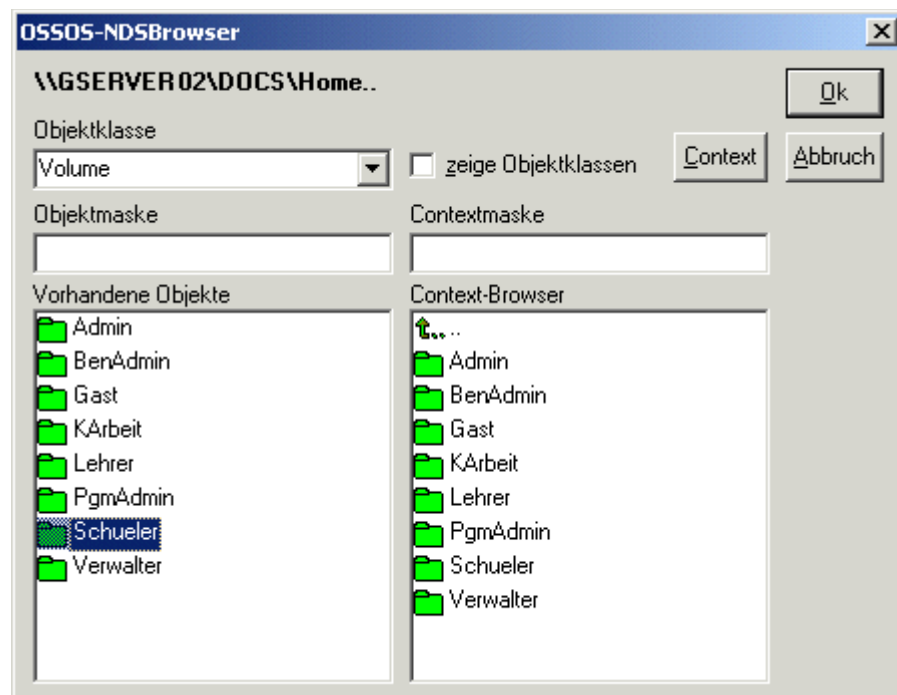 OSSOS-NDSBrowser
\\GSERVER02\DOCS\Home..
Ok
Objektklasse
Volume
zeige Objektklassen
Context
Abbruch
Objektmaske
Contextmaske
Vorhandene Objekte
Admin
BenAdmin
Gast
KArbeit
Lehrer
PgmAdmin
Schueler
Verwalter
Context-Browser
..
Admin
BenAdmin
Gast
KArbeit
Lehrer
PgmAdmin
Schueler
Verwalter